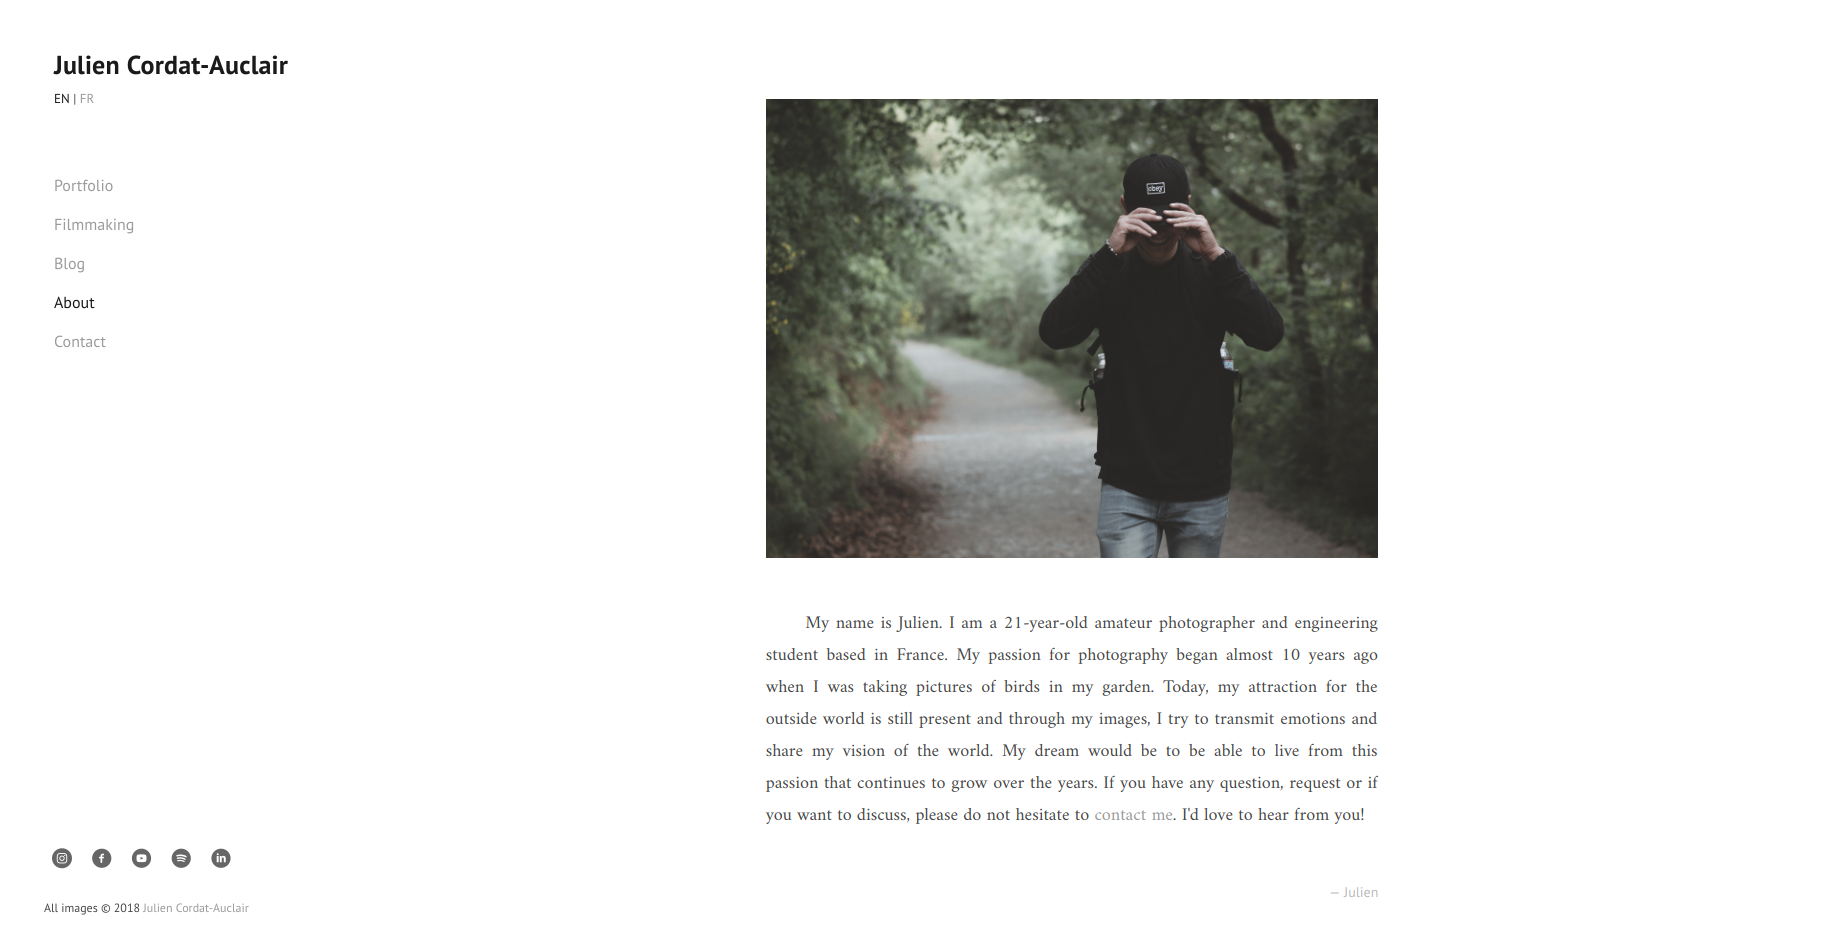 Julien Cordat-Auclair
EN | FR
Portfolio
Filmmaking
Blog
About
Contact
obey
My name is Julien. I am a 21-year-old amateur photographer and engineering
student based in France. My passion for photography began almost 10 years ago
when I was taking pictures of birds in my garden. Today, my attraction for the
outside world is still present and through my images, I try to transmit emotions and
share my vision of the world. My dream would be to be able to live from this
passion that continues to grow over the years. If you have any question, request or if
you want to discuss, please do not hesitate to contact me. I'd love to hear from you!
– Julien
All images © 2018 Julien Cordat-Auclair